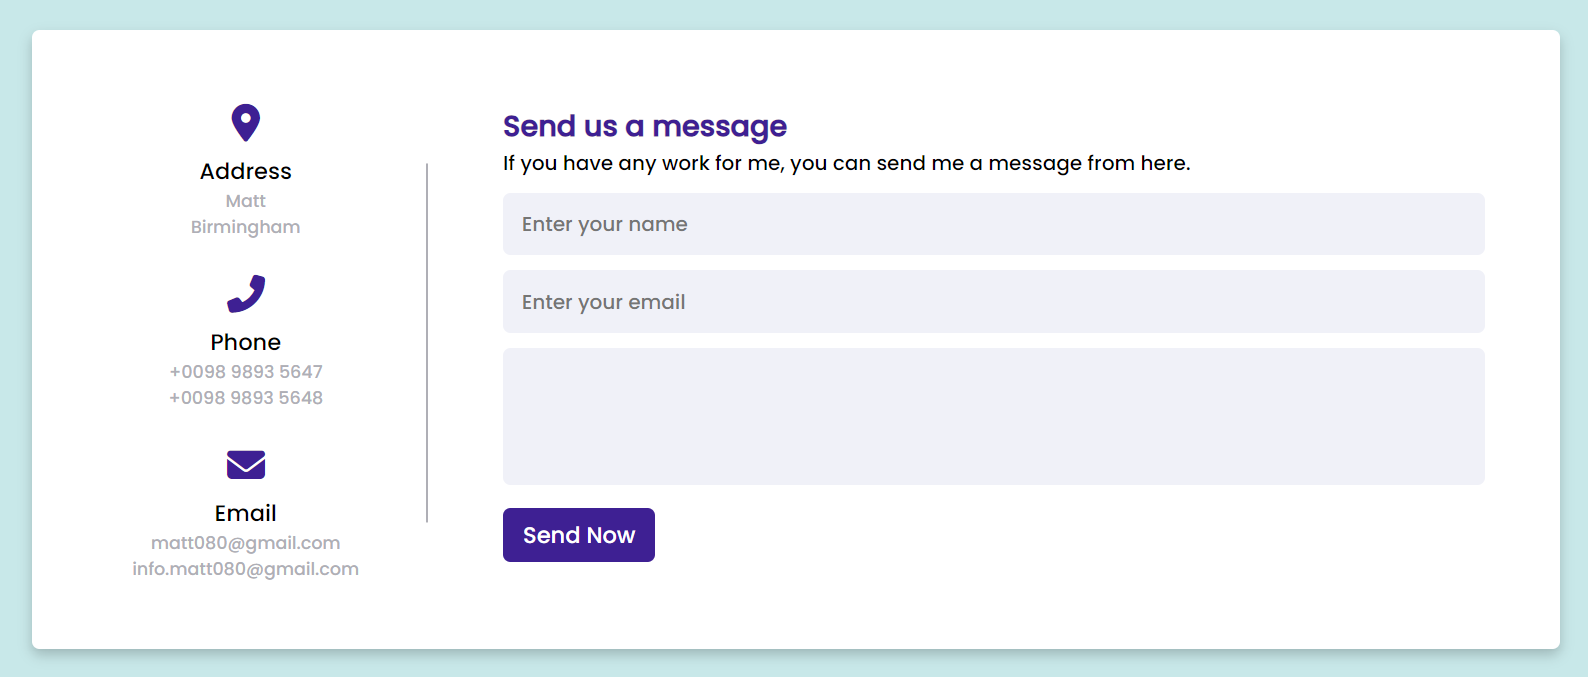 Address
Matt
Birmingham
Phone
+0098 9893 5647
+0098 9893 5648
Email
matt080@gmail.com
info.matt080@gmail.com
Send us a message
If you have any work for me, you can send me a message from here.
Enter your name
Enter your email
Send Now